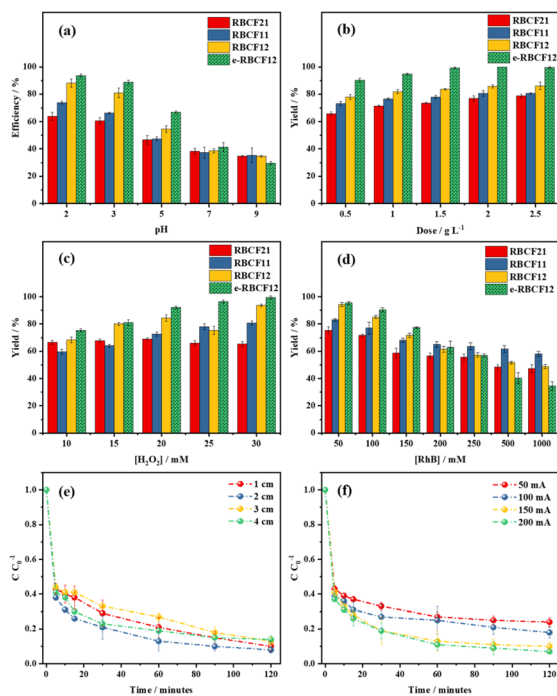 (a)
RBCF21
RBCF11
RBCF12
e-RBCF12
Efficiency / %
100
80
60
40
20
0
2 3 5 7 9
pH
(b)
RBCF21
RBCF11
RBCF12
e-RBCF12
Yield / %
100
80
60
40
20
0
0.5 1 1.5 2 2.5
Dose / g L⁻¹
(c)
RBCF21
RBCF11
RBCF12
e-RBCF12
Yield / %
100
80
60
40
20
0
10 15 20 25 30
[H₂O₂] / mM
(d)
RBCF21
RBCF11
RBCF12
e-RBCF12
Yield / %
100
80
60
40
20
0
50 100 150 200 250 500 1000
[RhB] / mM
(e)
1 cm
2 cm
3 cm
4 cm
C C₀⁻¹
1.0
0.8
0.6
0.4
0.2
0.0
0 20 40 60 80 100 120
Time / minutes
(f)
50 mA
100 mA
150 mA
200 mA
C C₀⁻¹
1.0
0.8
0.6
0.4
0.2
0.0
0 20 40 60 80 100 120
Time / minutes